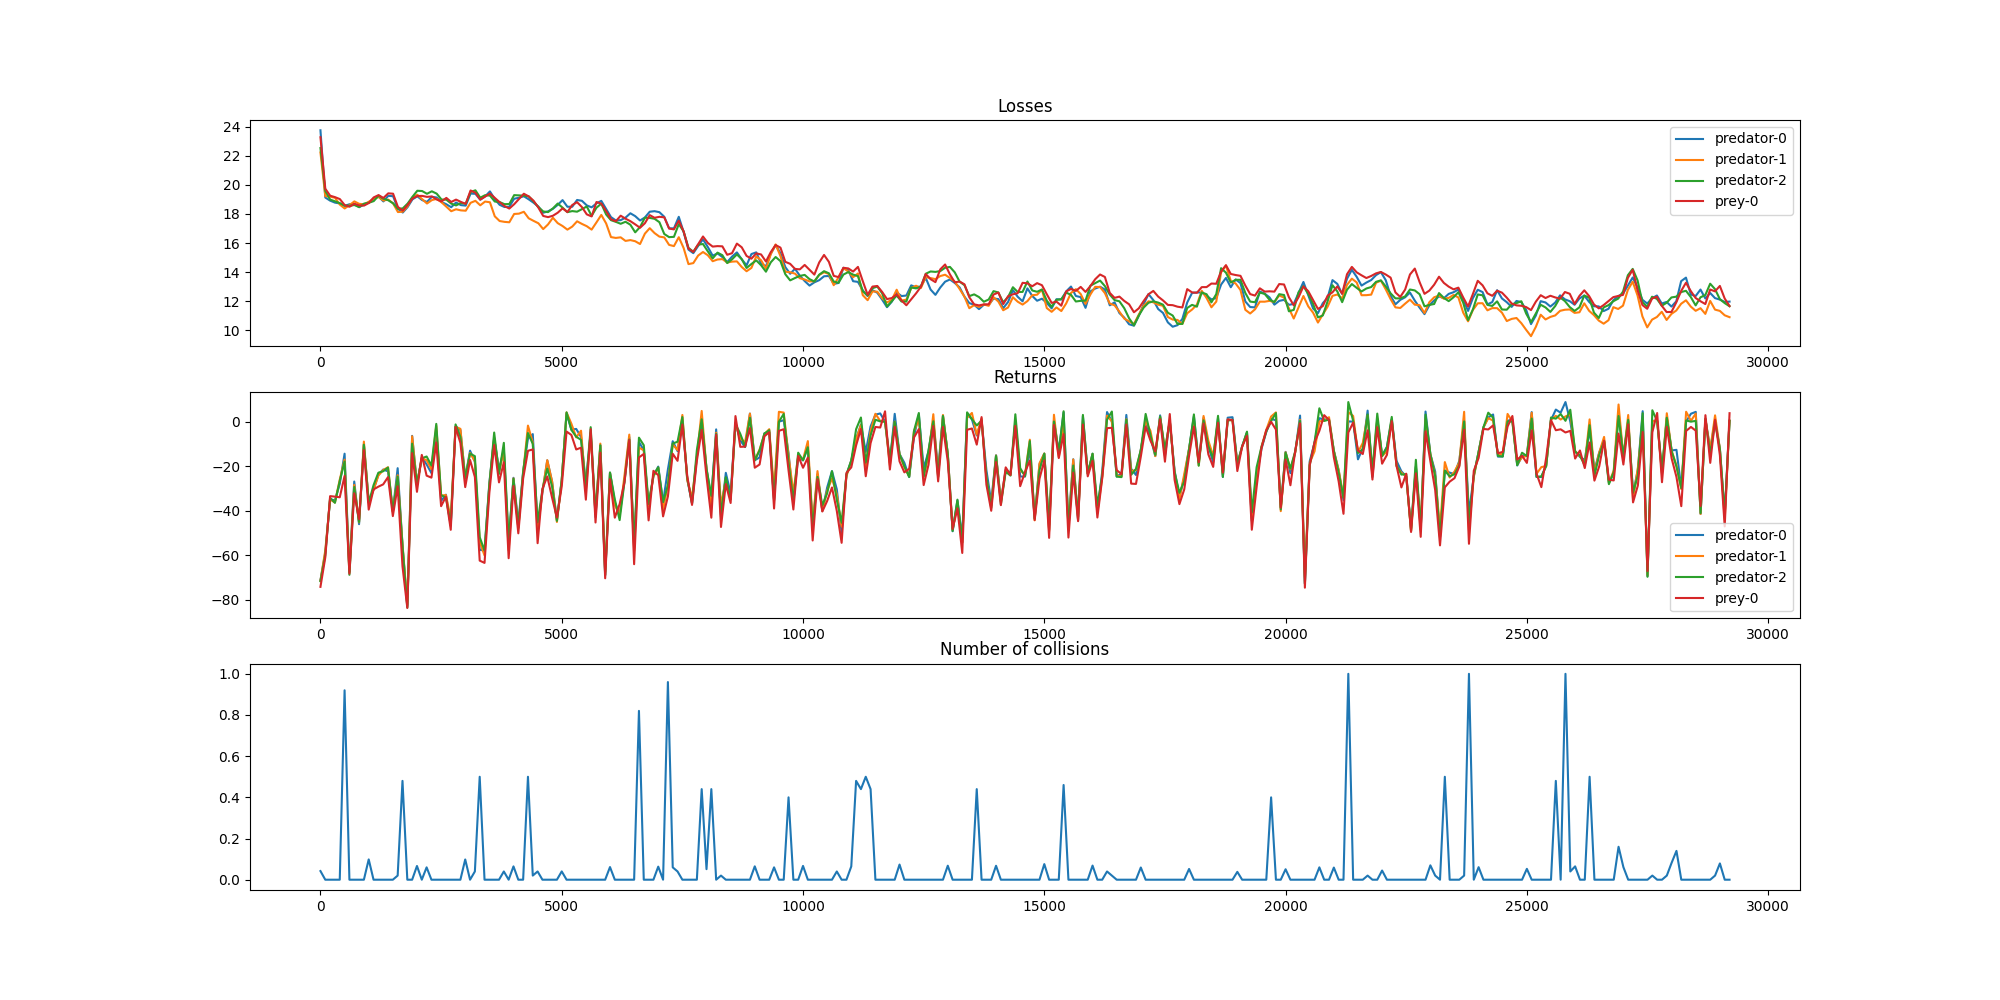 Losses
24
22
20
18
16
14
12
10
predator-0
predator-1
predator-2
prey-0
0 5000 10000 15000 20000 25000 30000
Returns
0
−20
−40
−60
−80
predator-0
predator-1
predator-2
prey-0
0 5000 10000 15000 20000 25000 30000
Number of collisions
1.0
0.8
0.6
0.4
0.2
0.0
0 5000 10000 15000 20000 25000 30000